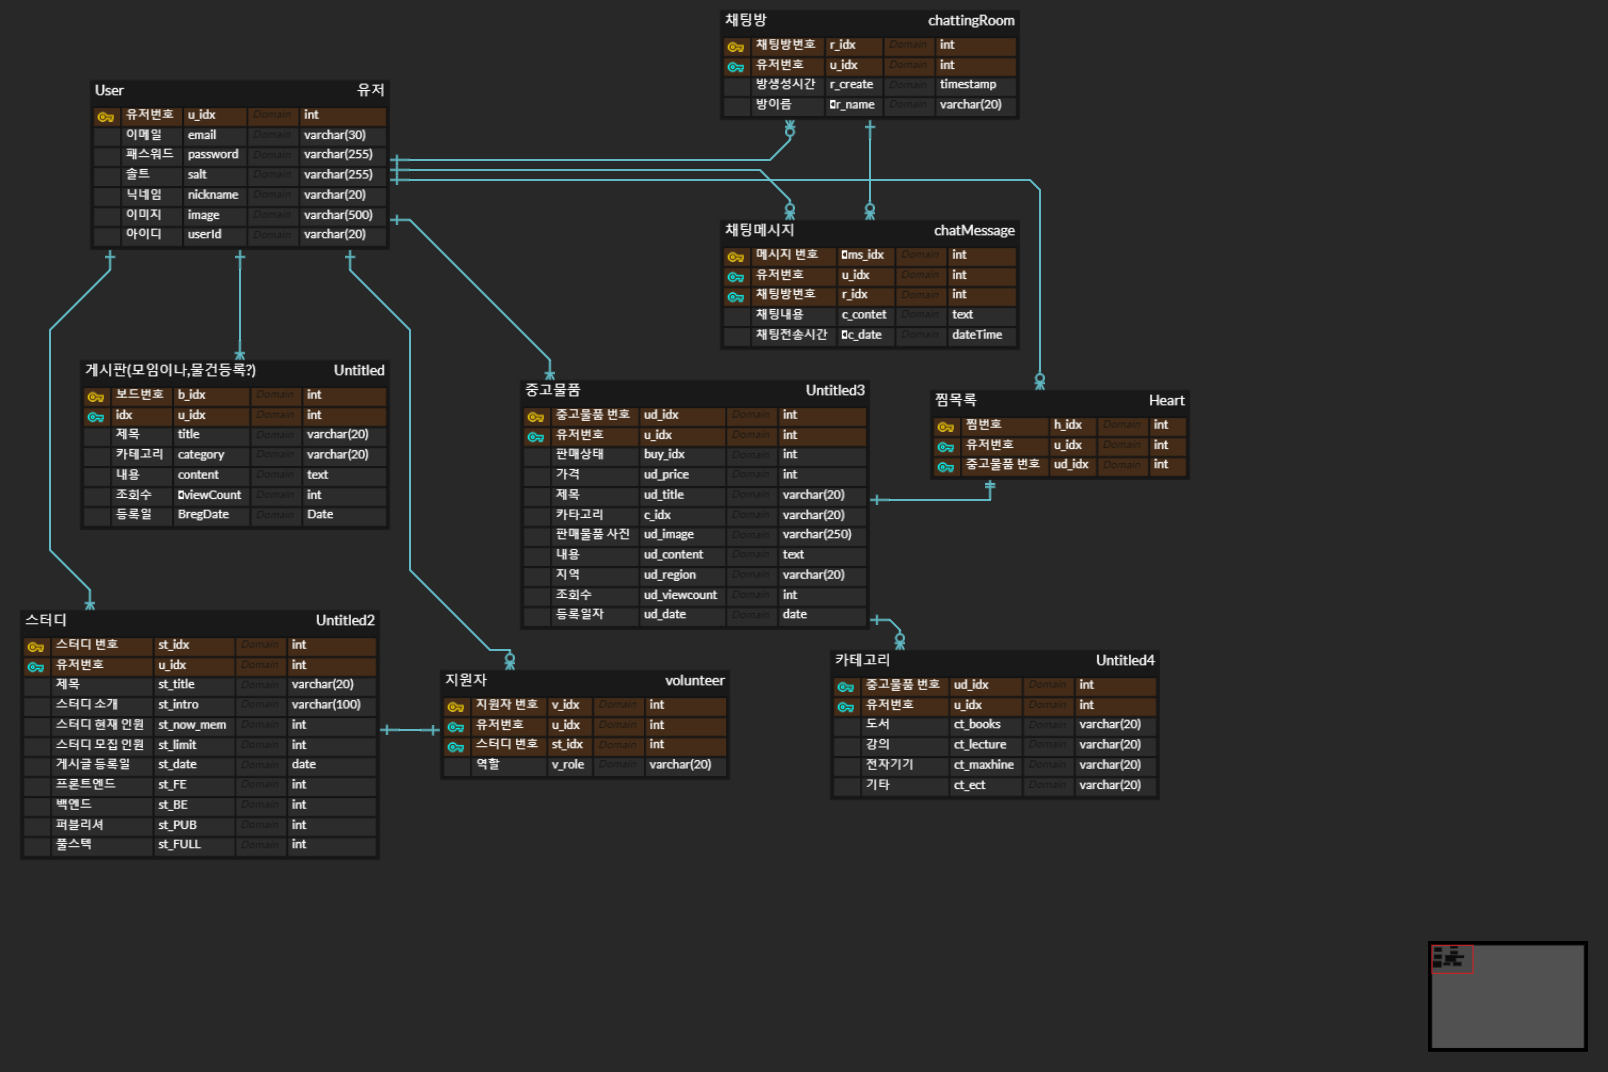 채팅방 chattingRoom
채팅방번호 r_idx Domain int
유저번호 u_idx Domain int
방생성시간 r_create Domain timestamp
방이름 r_name Domain varchar(20)
User 유저
유저번호 u_idx Domain int
이메일 email Domain varchar(30)
패스워드 password Domain varchar(255)
솔트 salt Domain varchar(255)
닉네임 nickname Domain varchar(20)
이미지 image Domain varchar(500)
아이디 userId Domain varchar(20)
채팅메시지 chatMessage
메시지 번호 ms_idx Domain int
유저번호 u_idx Domain int
채팅방번호 r_idx Domain int
채팅내용 c_contet Domain text
채팅전송시간 c_date Domain dateTime
게시판(모임이나,물건등록?) Untitled
보드번호 b_idx Domain int
idx u_idx Domain int
제목 title Domain varchar(20)
카테고리 category Domain varchar(20)
내용 content Domain text
조회수 viewCount Domain int
등록일 BregDate Domain Date
중고물품 Untitled3
중고물품 번호 ud_idx Domain int
유저번호 u_idx Domain int
판매상태 buy_idx Domain int
가격 ud_price Domain int
제목 ud_title Domain varchar(20)
카타고리 c_idx Domain varchar(20)
판매물품 사진 ud_image Domain varchar(250)
내용 ud_content Domain text
지역 ud_region Domain varchar(20)
조회수 ud_viewcount Domain int
등록일자 ud_date Domain date
찜목록 Heart
찜번호 h_idx Domain int
유저번호 u_idx Domain int
중고물품 번호 ud_idx Domain int
스터디 Untitled2
스터디 번호 st_idx Domain int
유저번호 u_idx Domain int
제목 st_title Domain varchar(20)
스터디 소개 st_intro Domain varchar(100)
스터디 현재 인원 st_now_mem Domain int
스터디 모집 인원 st_limit Domain int
게시글 등록일 st_date Domain date
프론트엔드 st_FE Domain int
백엔드 st_BE Domain int
퍼블리셔 st_PUB Domain int
풀스택 st_FULL Domain int
지원자 volunteer
지원자 번호 v_idx Domain int
유저번호 u_idx Domain int
스터디 번호 st_idx Domain int
역할 v_role Domain varchar(20)
카테고리 Untitled4
중고물품 번호 ud_idx Domain int
유저번호 u_idx Domain int
도서 ct_books Domain varchar(20)
강의 ct_lecture Domain varchar(20)
전자기기 ct_maxhine Domain varchar(20)
기타 ct_ect Domain varchar(20)